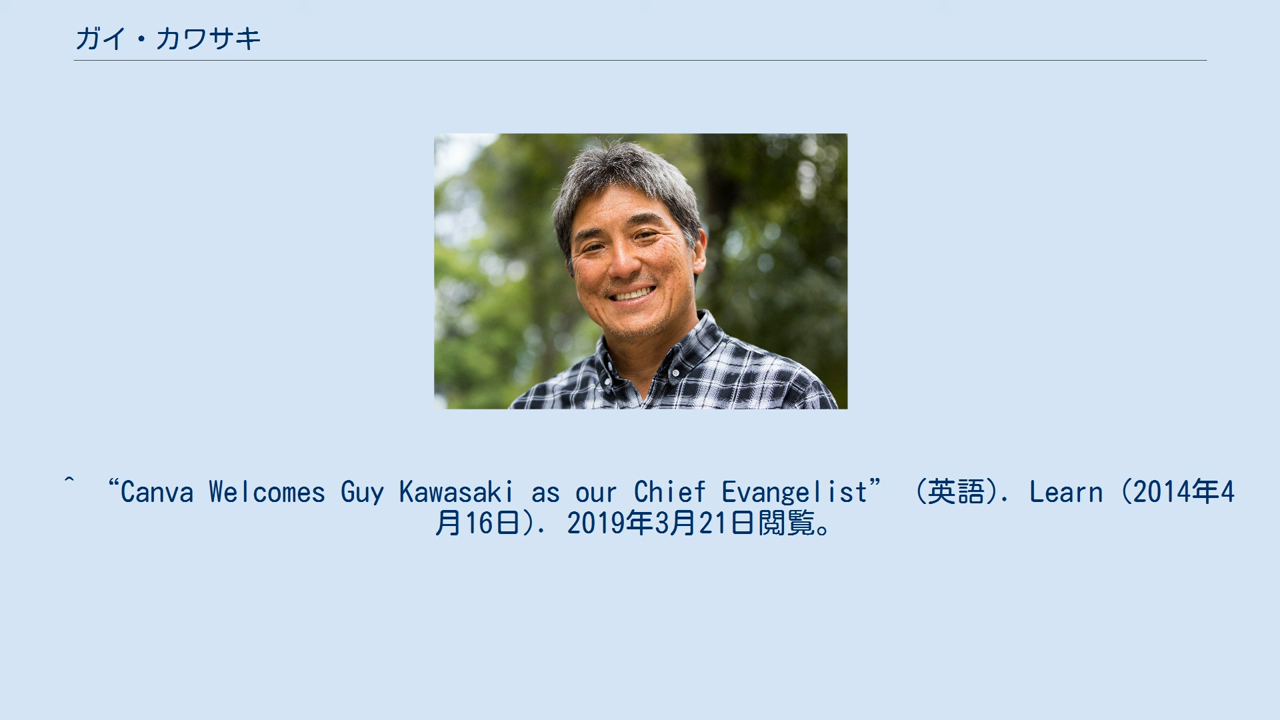 ガイ・カワサキ
^ “Canva Welcomes Guy Kawasaki as our Chief Evangelist” (英語). Learn (2014年4
月16日). 2019年3月21日閲覧。